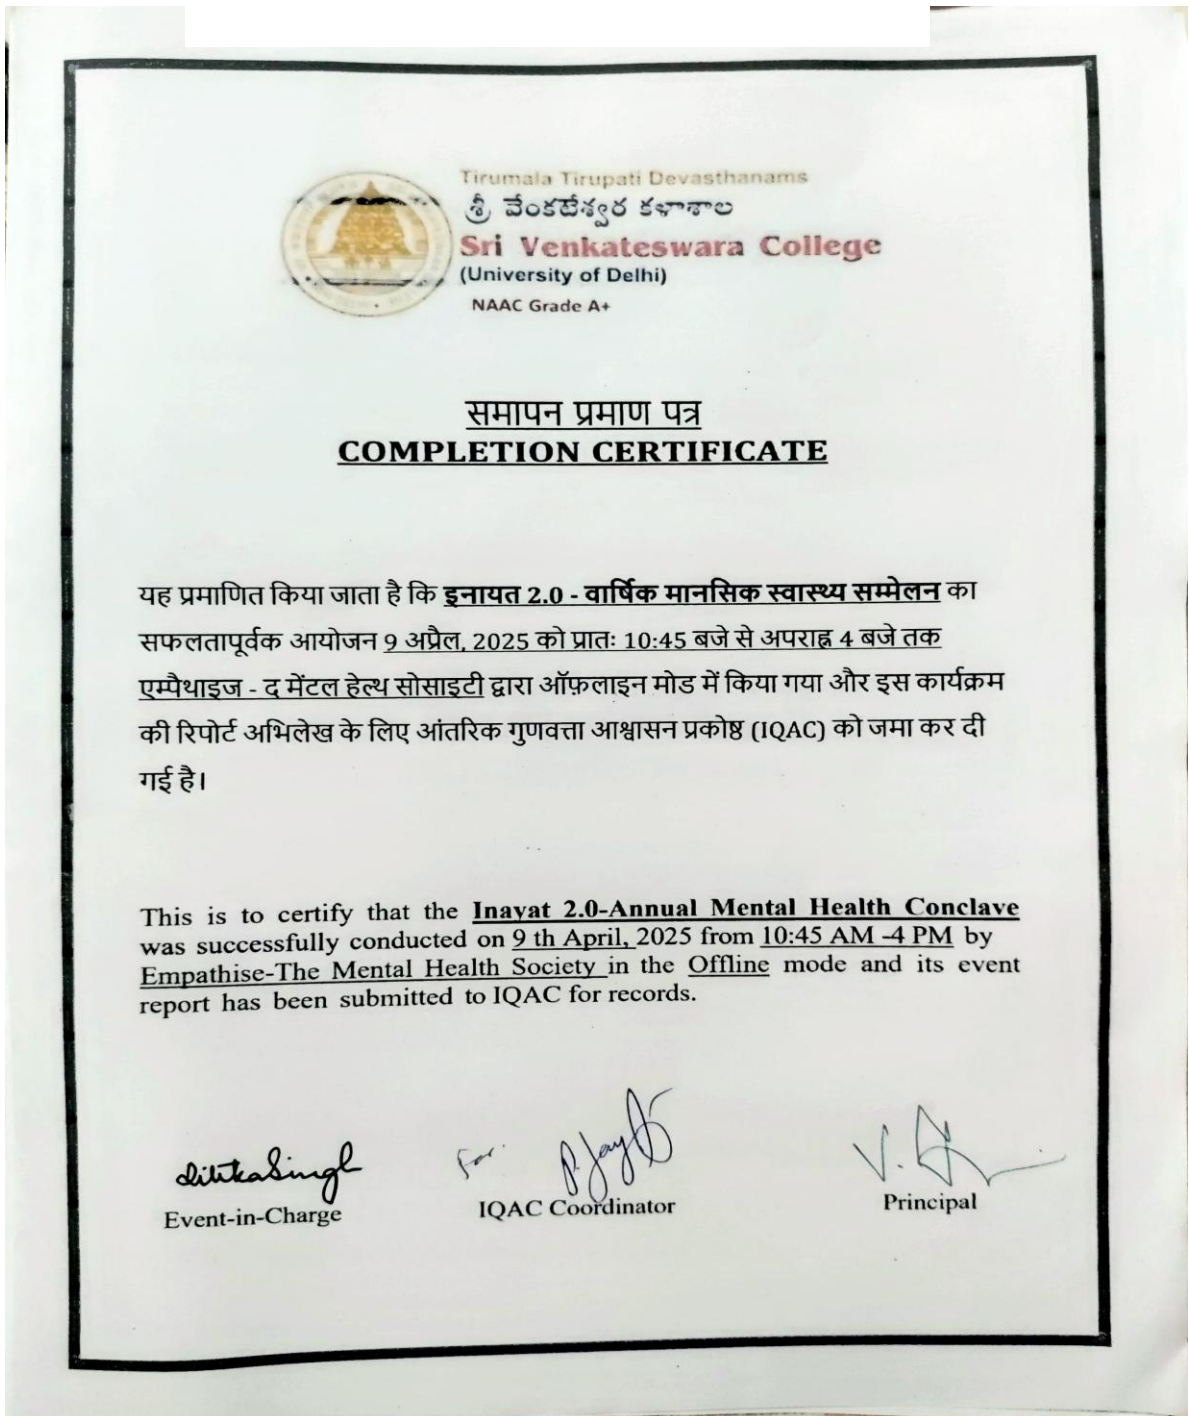 Tirumala Tirupati Devasthanams
శ్రీ వేంకటేశ్వర కళాశాల
Sri Venkateswara College
(University of Delhi)
NAAC Grade A+
समापन प्रमाण पत्र
COMPLETION CERTIFICATE
यह प्रमाणित किया जाता है कि इनायत 2.0 - वार्षिक मानसिक स्वास्थ्य सम्मेलन का
सफलतापूर्वक आयोजन 9 अप्रैल, 2025 को प्रातः 10:45 बजे से अपराह्न 4 बजे तक
एम्पैथाइज - द मेंटल हेल्थ सोसाइटी द्वारा ऑफ़लाइन मोड में किया गया और इस कार्यक्रम
की रिपोर्ट अभिलेख के लिए आंतरिक गुणवत्ता आश्वासन प्रकोष्ठ (IQAC) को जमा कर दी
गई है।
This is to certify that the Inayat 2.0-Annual Mental Health Conclave
was successfully conducted on 9 th April, 2025 from 10:45 AM -4 PM by
Empathise-The Mental Health Society in the Offline mode and its event
report has been submitted to IQAC for records.
For
Event-in-Charge
IQAC Coordinator
Principal